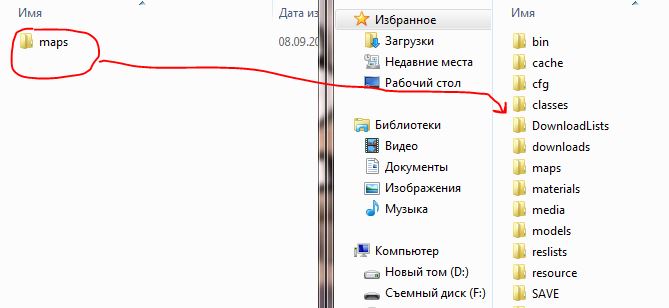 Имя
Дата из
maps
08.09.20
Избранное
Загрузки
Недавние места
Рабочий стол
Библиотеки
Видео
Документы
Изображения
Музыка
Компьютер
Новый том (D:)
Съемный диск (F:)
Имя
bin
cache
cfg
classes
DownloadLists
downloads
maps
materials
media
models
reslists
resource
SAVE